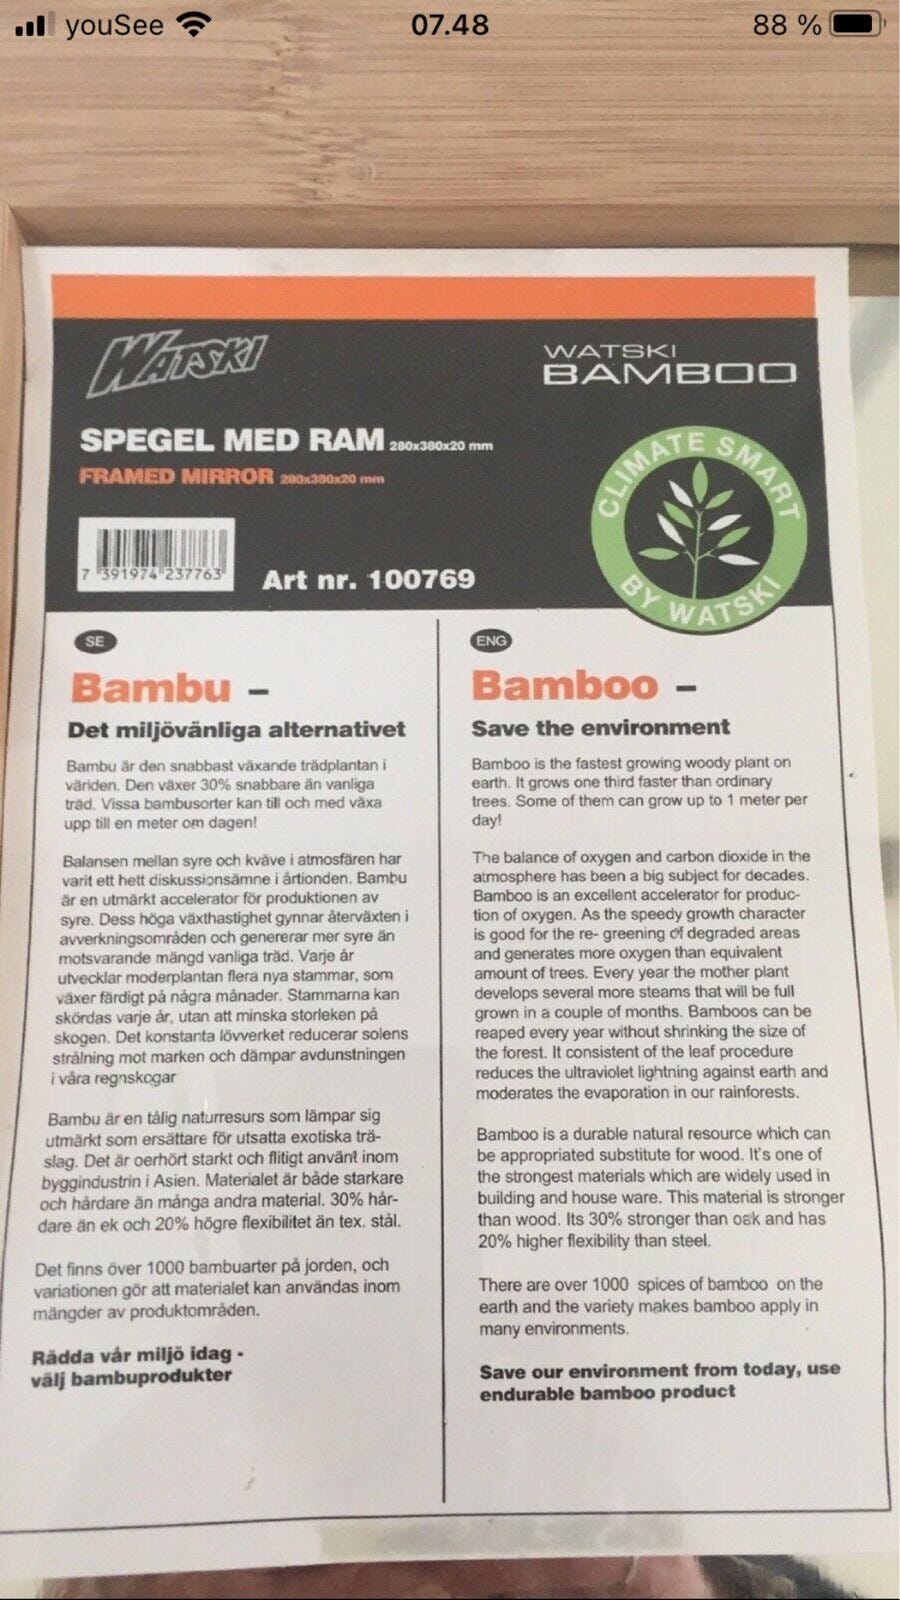 youSee 07.48 88 %
WATSKI
WATSKI
BAMBOO
SPEGEL MED RAM 280x380x20 mm
FRAMED MIRROR 280x380x20 mm
7 391974 237763
Art nr. 100769
CLIMATE SMART
BY WATSKI
SE
Bambu –
Det miljövänliga alternativet
Bambu är den snabbast växande trädplantan i
världen. Den växer 30% snabbare än vanliga
träd. Vissa bambusorter kan till och med växa
upp till en meter om dagen!
Balansen mellan syre och kväve i atmosfären har
varit ett hett diskussionsämne i årtionden. Bambu
är en utmärkt accelerator för produktionen av
syre. Dess höga växthastighet gynnar återväxten i
avverkningsområden och genererar mer syre än
motsvarande mängd vanliga träd. Varje år
utvecklar moderplantan flera nya stammar, som
växer färdigt på några månader. Stammarna kan
skördas varje år, utan att minska storleken på
skogen. Det konstanta lövverket reducerar solens
strålning mot marken och dämpar avdunstningen
i våra regnskogar
Bambu är en tålig naturresurs som lämpar sig
utmärkt som ersättare för utsatta exotiska trä-
slag. Det är oerhört starkt och flitigt använt inom
byggindustrin i Asien. Materialet är både starkare
och hårdare än många andra material. 30% hår-
dare än ek och 20% högre flexibilitet än tex. stål.
Det finns över 1000 bambuarter på jorden, och
variationen gör att materialet kan användas inom
mängder av produktområden.
Rädda vår miljö idag -
välj bambuprodukter
ENG
Bamboo –
Save the environment
Bamboo is the fastest growing woody plant on
earth. It grows one third faster than ordinary
trees. Some of them can grow up to 1 meter per
day!
The balance of oxygen and carbon dioxide in the
atmosphere has been a big subject for decades.
Bamboo is an excellent accelerator for produc-
tion of oxygen. As the speedy growth character
is good for the re- greening of degraded areas
and generates more oxygen than equivalent
amount of trees. Every year the mother plant
develops several more steams that will be full
grown in a couple of months. Bamboos can be
reaped every year without shrinking the size of
the forest. It consistent of the leaf procedure
reduces the ultraviolet lightning against earth and
moderates the evaporation in our rainforests.
Bamboo is a durable natural resource which can
be appropriated substitute for wood. It's one of
the strongest materials which are widely used in
building and house ware. This material is stronger
than wood. Its 30% stronger than oak and has
20% higher flexibility than steel.
There are over 1000 spices of bamboo on the
earth and the variety makes bamboo apply in
many environments.
Save our environment from today, use
endurable bamboo product